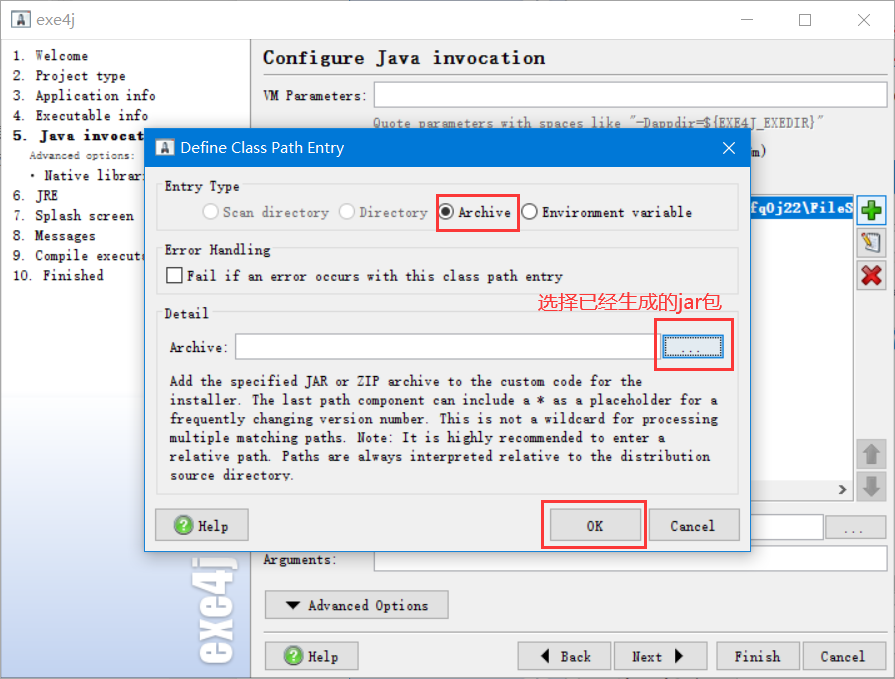 exe4j
1. Welcome
2. Project type
3. Application info
4. Executable info
5. Java invocat
Advanced options:
· Native librari
6. JRE
7. Splash screen
8. Messages
9. Compile execut
10. Finished
exe4j
Configure Java invocation
VM Parameters:
Quote parameters with spaces like "-Dappdir=${EXE4J_EXEDIR}"
m)
fqOj22\FileS
Define Class Path Entry
Entry Type
Scan directory Directory Archive Environment variable
Error Handling
Fail if an error occurs with this class path entry
选择已经生成的jar包
Detail
Archive: ...
Add the specified JAR or ZIP archive to the custom code for the
installer. The last path component can include a * as a placeholder for a
frequently changing version number. This is not a wildcard for processing
multiple matching paths. Note: It is highly recommended to enter a
relative path. Paths are always interpreted relative to the distribution
source directory.
Help OK Cancel
...
Arguments:
Advanced Options
Help Back Next Finish Cancel